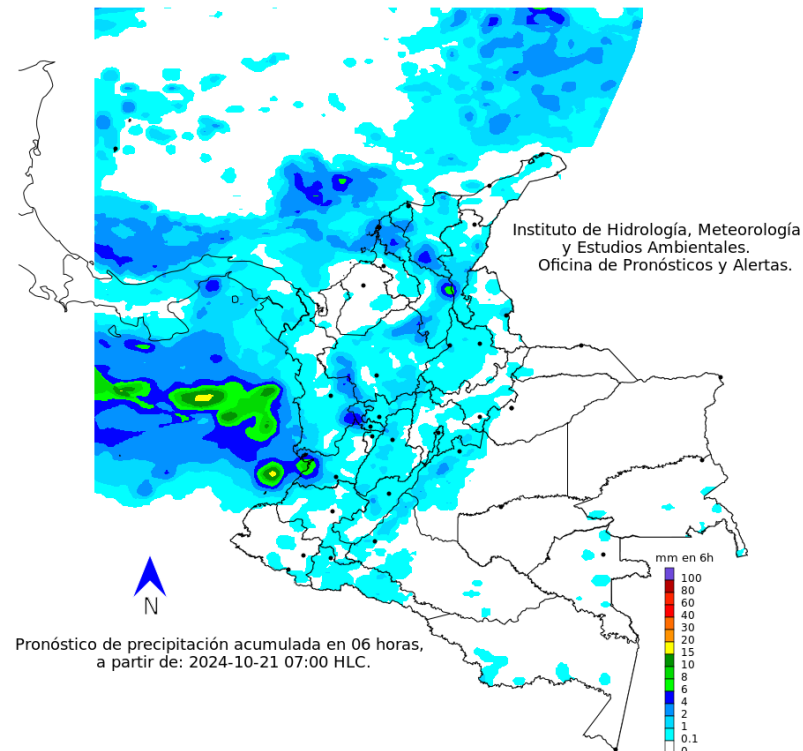 Instituto de Hidrología, Meteorología
y Estudios Ambientales.
Oficina de Pronósticos y Alertas.
mm en 6h
100
80
60
40
30
20
15
10
8
6
4
2
1
0.1
0
N
Pronóstico de precipitación acumulada en 06 horas,
a partir de: 2024-10-21 07:00 HLC.